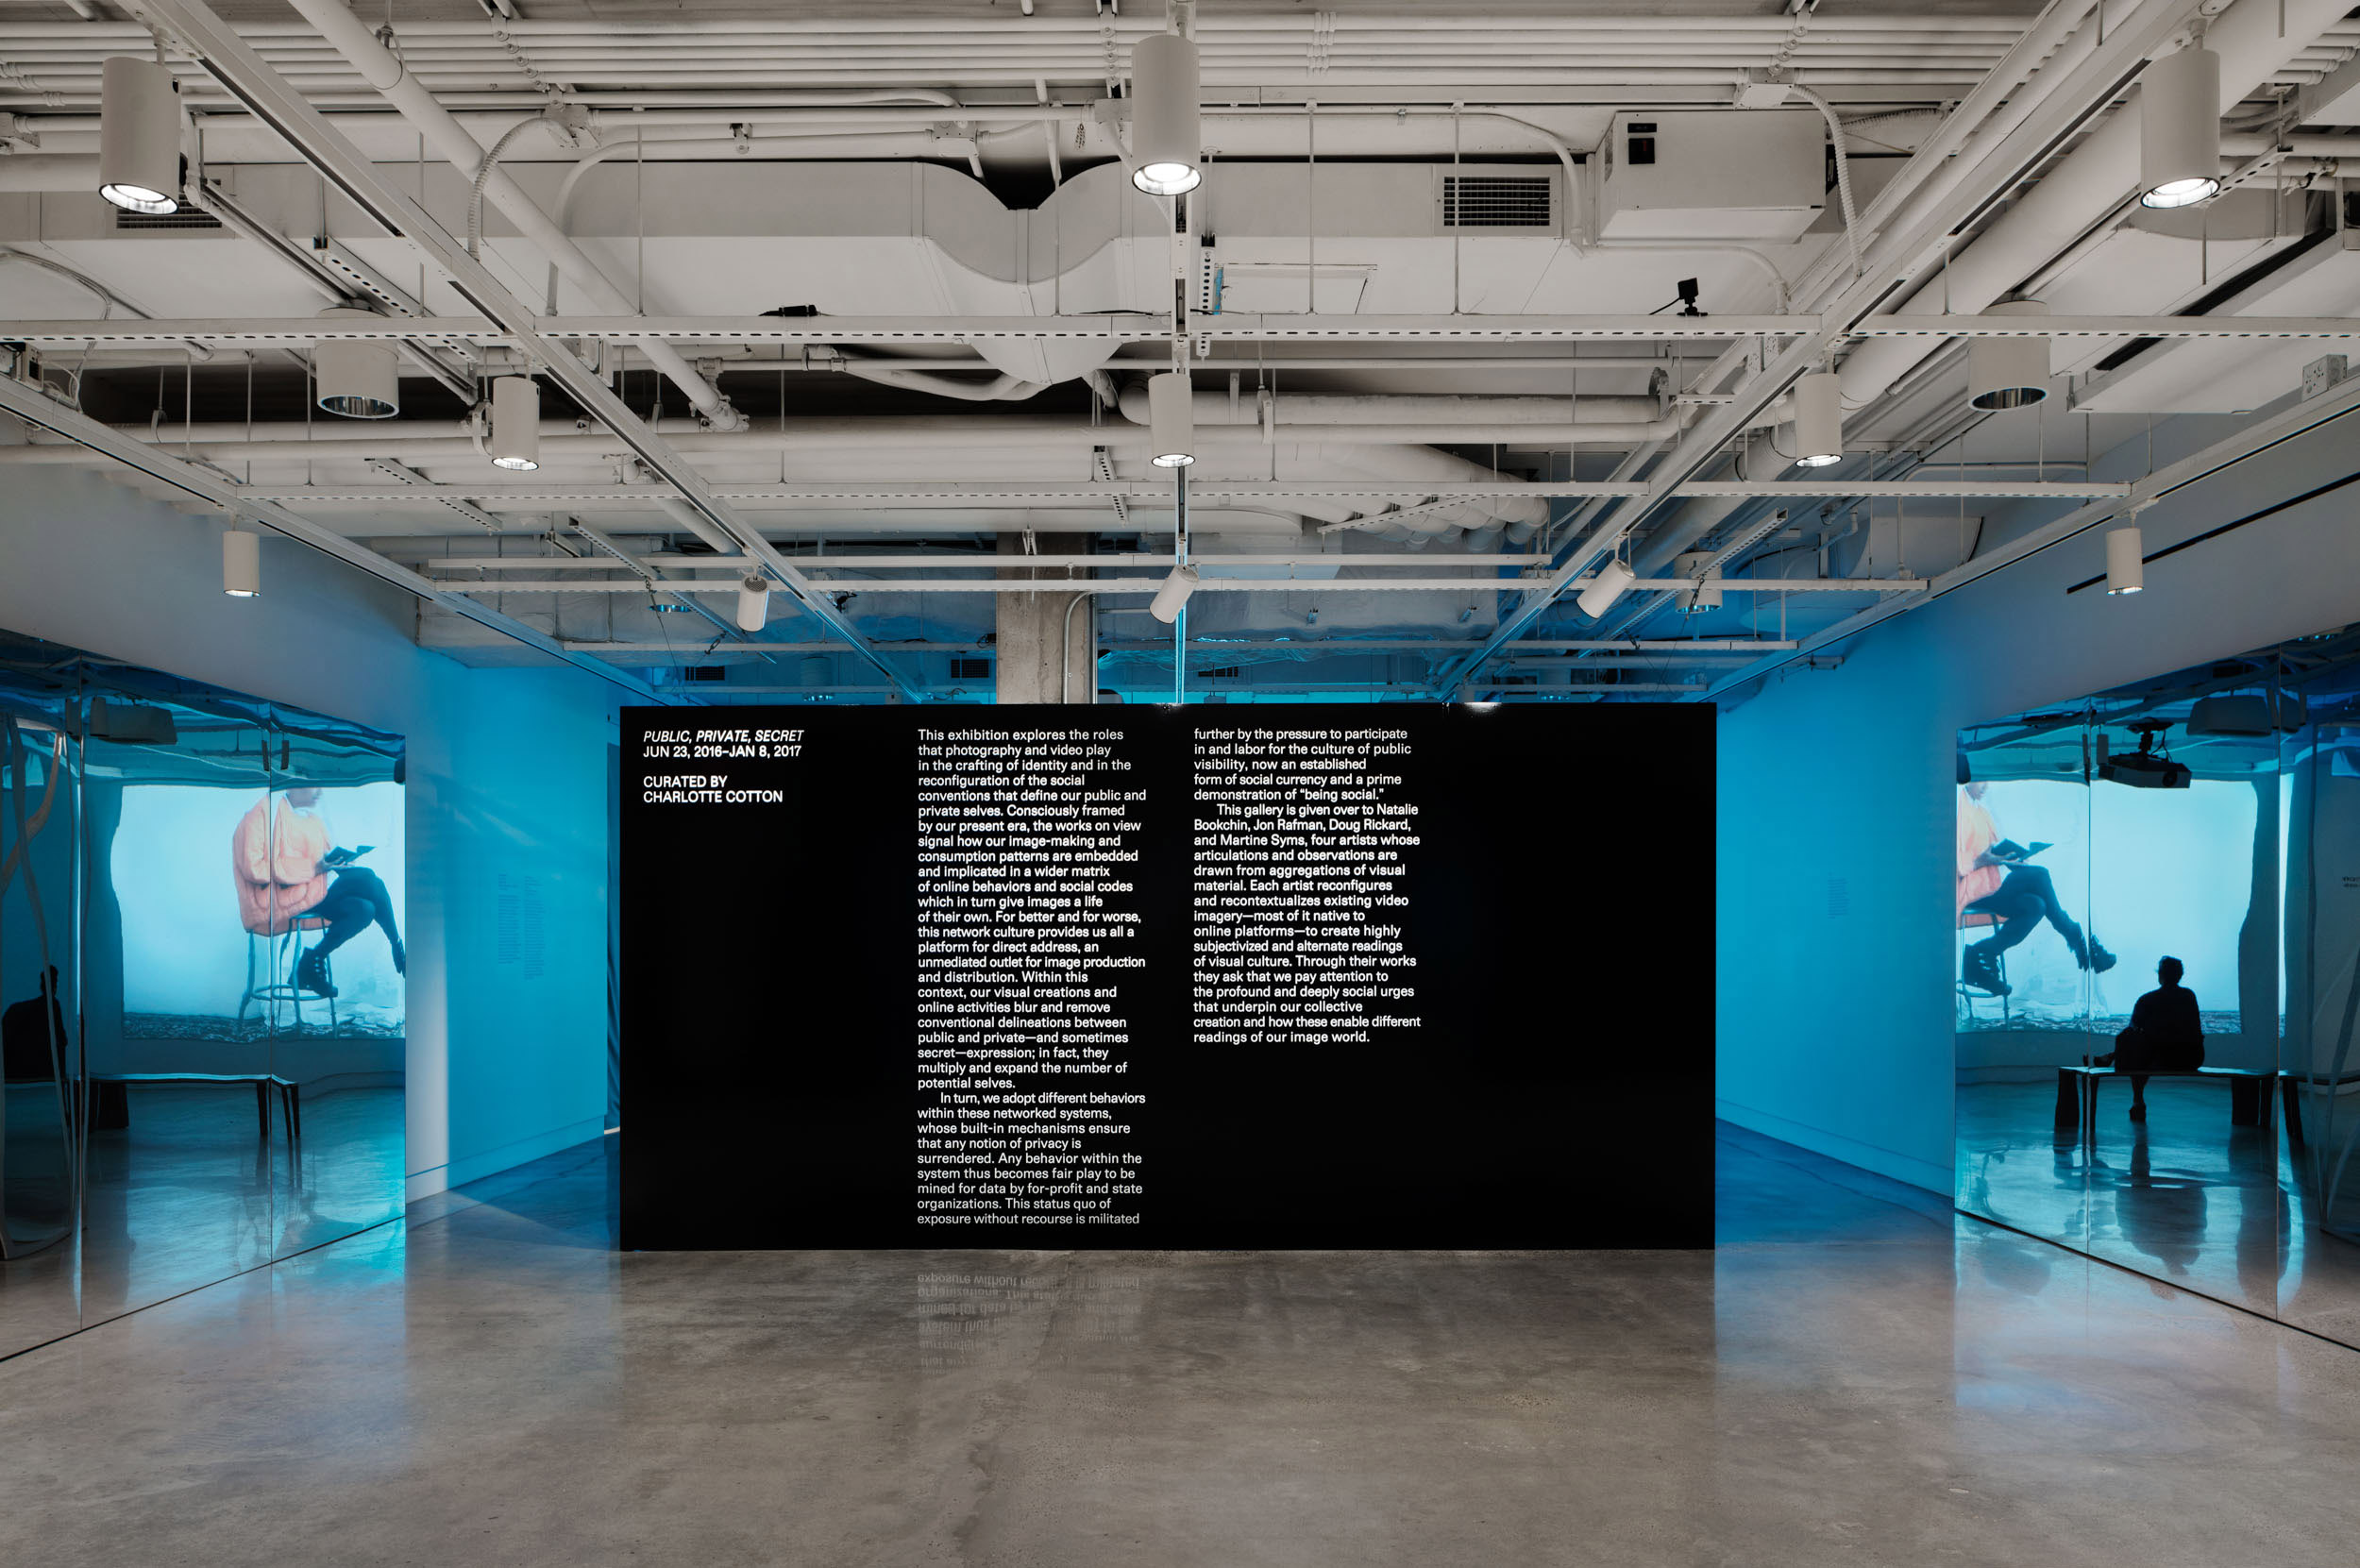 PUBLIC, PRIVATE, SECRET
JUN 23, 2016–JAN 8, 2017
CURATED BY
CHARLOTTE COTTON
This exhibition explores the roles
that photography and video play
in the crafting of identity and in the
reconfiguration of the social
conventions that define our public and
private selves. Consciously framed
by our present era, the works on view
signal how our image-making and
consumption patterns are embedded
and implicated in a wider matrix
of online behaviors and social codes
which in turn give images a life
of their own. For better and for worse,
this network culture provides us all a
platform for direct address, an
unmediated outlet for image production
and distribution. Within this
context, our visual creations and
online activities blur and remove
conventional delineations between
public and private—and sometimes
secret—expression; in fact, they
multiply and expand the number of
potential selves.
In turn, we adopt different behaviors
within these networked systems,
whose built-in mechanisms ensure
that any notion of privacy is
surrendered. Any behavior within the
system thus becomes fair play to be
mined for data by for-profit and state
organizations. This status quo of
exposure without recourse is militated
further by the pressure to participate
in and labor for the culture of public
visibility, now an established
form of social currency and a prime
demonstration of “being social.”
This gallery is given over to Natalie
Bookchin, Jon Rafman, Doug Rickard,
and Martine Syms, four artists whose
articulations and observations are
drawn from aggregations of visual
material. Each artist reconfigures
and recontextualizes existing video
imagery—most of it native to
online platforms—to create highly
subjectivized and alternate readings
of visual culture. Through their works
they ask that we pay attention to
the profound and deeply social urges
that underpin our collective
creation and how these enable different
readings of our image world.